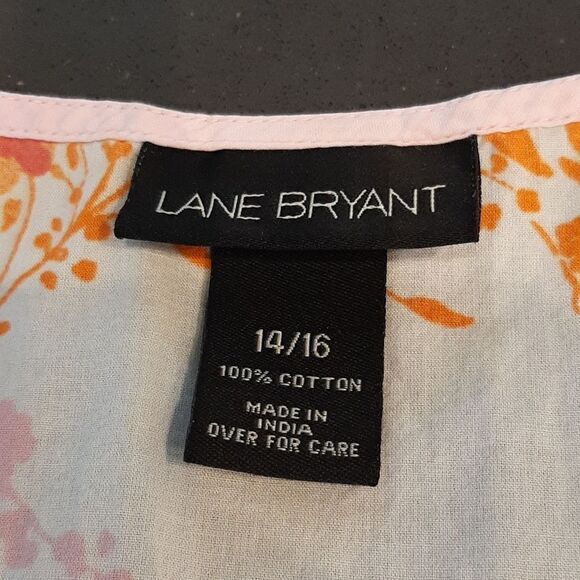 LANE BRYANT
14/16
100% COTTON
MADE IN
INDIA
OVER FOR CARE